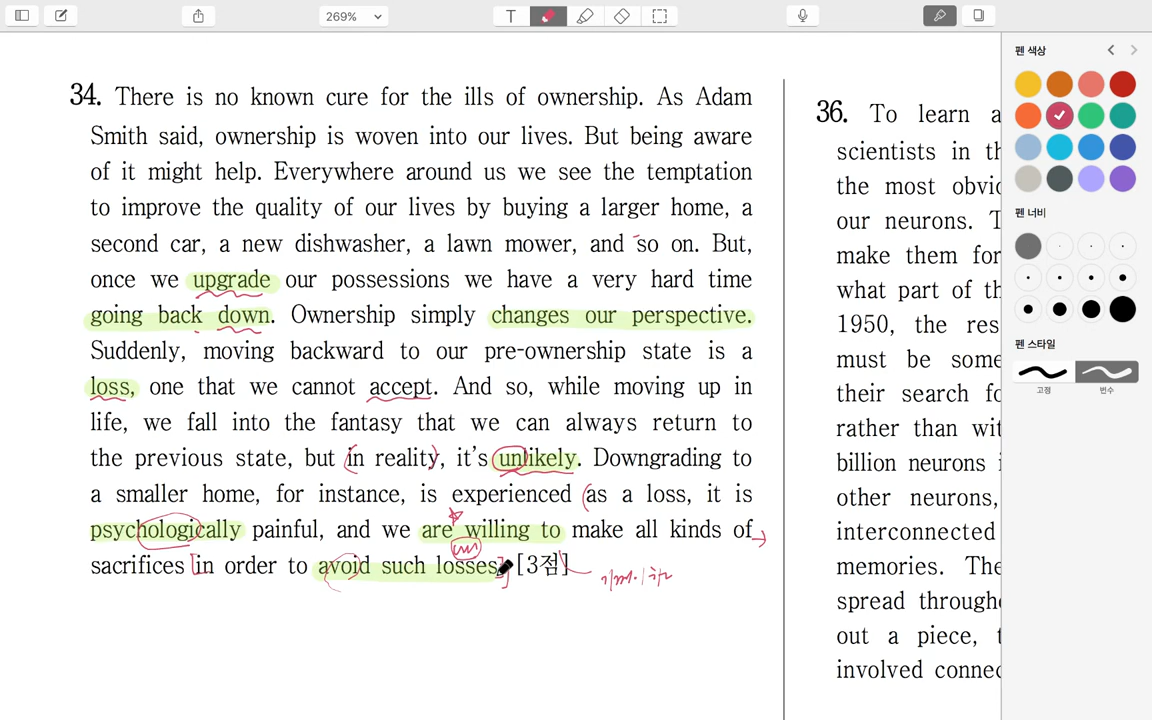 269%
T
34. There is no known cure for the ills of ownership. As Adam
Smith said, ownership is woven into our lives. But being aware
of it might help. Everywhere around us we see the temptation
to improve the quality of our lives by buying a larger home, a
second car, a new dishwasher, a lawn mower, and so on. But,
once we upgrade our possessions we have a very hard time
going back down. Ownership simply changes our perspective.
Suddenly, moving backward to our pre-ownership state is a
loss, one that we cannot accept. And so, while moving up in
life, we fall into the fantasy that we can always return to
the previous state, but in reality, it's unlikely. Downgrading to
a smaller home, for instance, is experienced as a loss, it is
psychologically painful, and we are willing to make all kinds of
sacrifices in order to avoid such losses. [3점]
36. To learn a
scientists in th
the most obvio
our neurons. T
make them for
what part of th
1950, the res
must be some
their search fo
rather than wit
billion neurons i
other neurons,
interconnected
memories. The
spread througho
out a piece, t
involved connec
펜 색상
펜 너비
펜 스타일
고정
변수